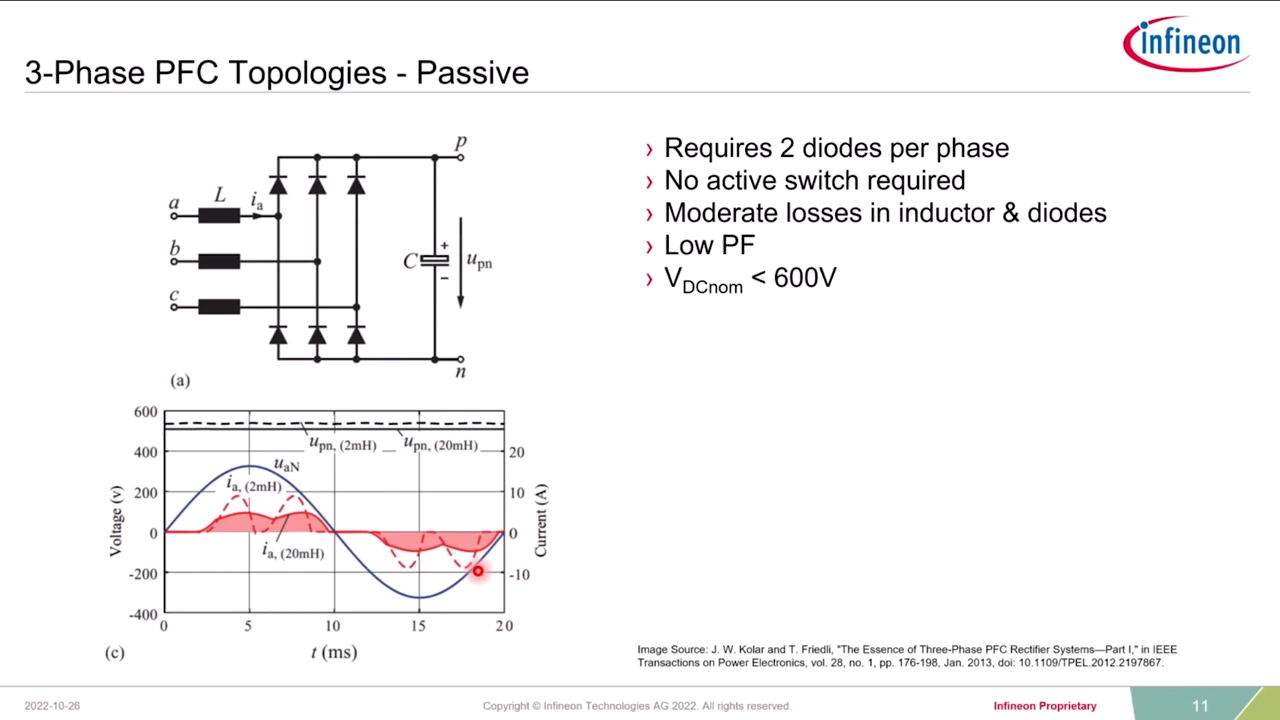 infineon
3-Phase PFC Topologies - Passive
› Requires 2 diodes per phase
› No active switch required
› Moderate losses in inductor & diodes
› Low PF
› VDCnom < 600V
p
a
L
ia
b
C
+
−
upn
c
n
(a)
600
400
200
0
-200
-400
Voltage (v)
upn, (2mH)
upn, (20mH)
uaN
ia, (2mH)
ia, (20mH)
20
10
0
-10
Current (A)
0 5 10 15 20
(c)
t (ms)
Image Source: J. W. Kolar and T. Friedli, "The Essence of Three-Phase PFC Rectifier Systems—Part I," in IEEE
Transactions on Power Electronics, vol. 28, no. 1, pp. 176-198, Jan. 2013, doi: 10.1109/TPEL.2012.2197867.
2022-10-26
Copyright © Infineon Technologies AG 2022. All rights reserved.
Infineon Proprietary
11